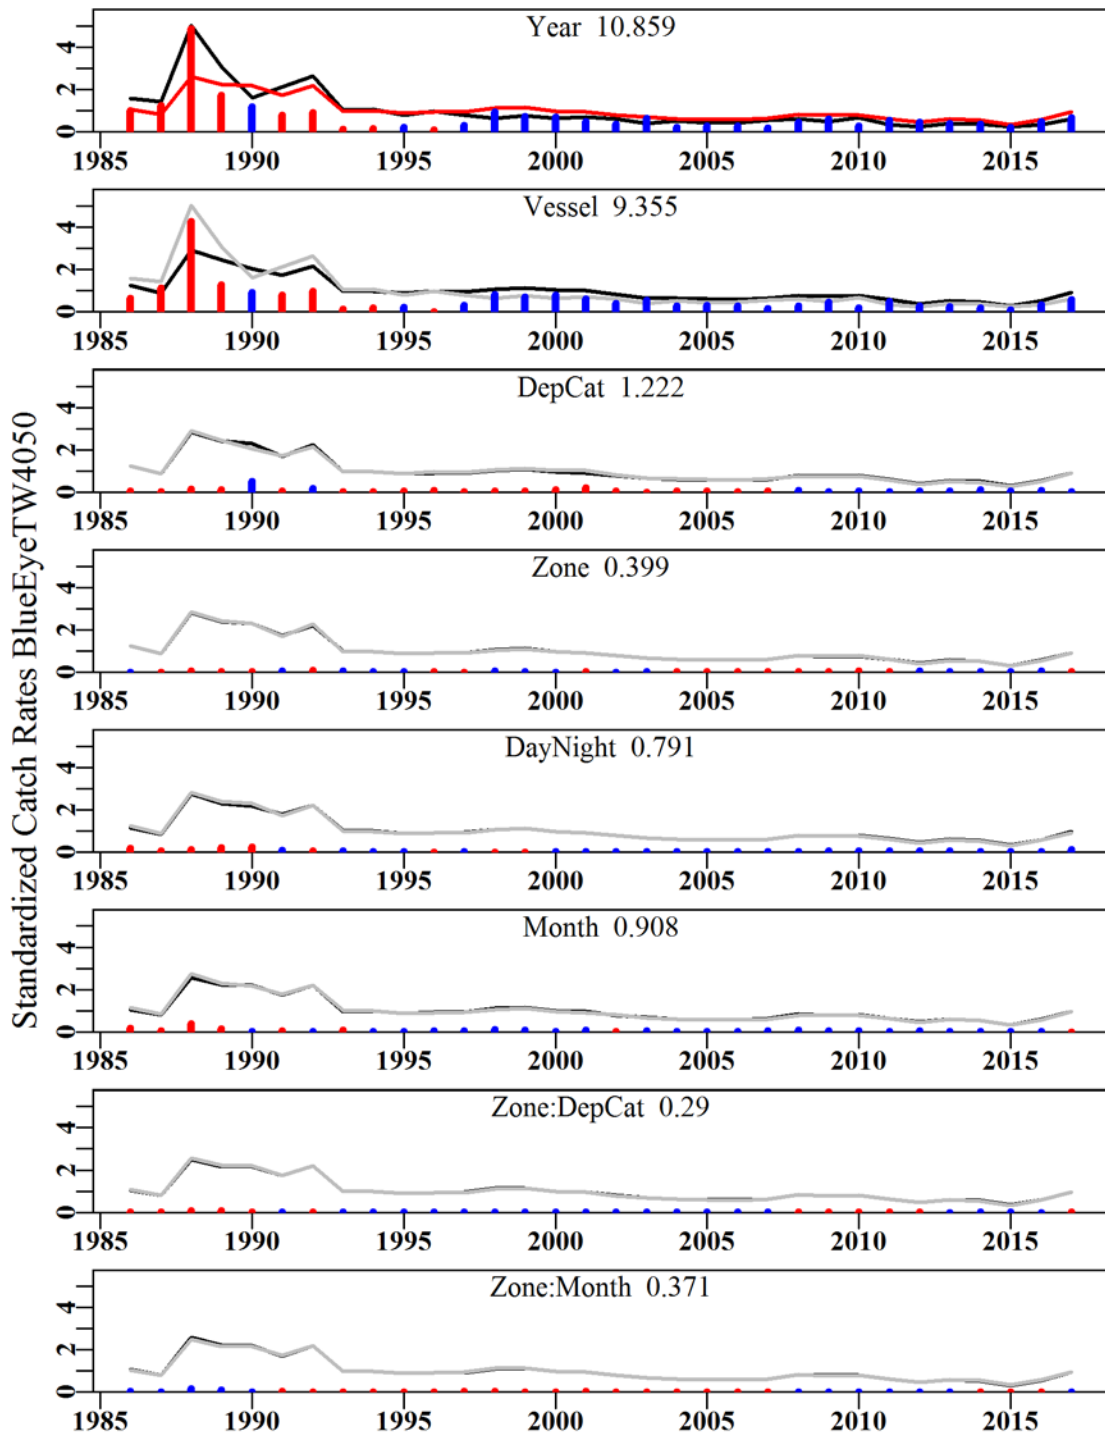 Standardized Catch Rates BlueEyeTW4050
Year 10.859
0 2 4
1985 1990 1995 2000 2005 2010 2015
Vessel 9.355
0 2 4
1985 1990 1995 2000 2005 2010 2015
DepCat 1.222
0 2 4
1985 1990 1995 2000 2005 2010 2015
Zone 0.399
0 2 4
1985 1990 1995 2000 2005 2010 2015
DayNight 0.791
0 2 4
1985 1990 1995 2000 2005 2010 2015
Month 0.908
0 2 4
1985 1990 1995 2000 2005 2010 2015
Zone:DepCat 0.29
0 2 4
1985 1990 1995 2000 2005 2010 2015
Zone:Month 0.371
0 2 4
1985 1990 1995 2000 2005 2010 2015